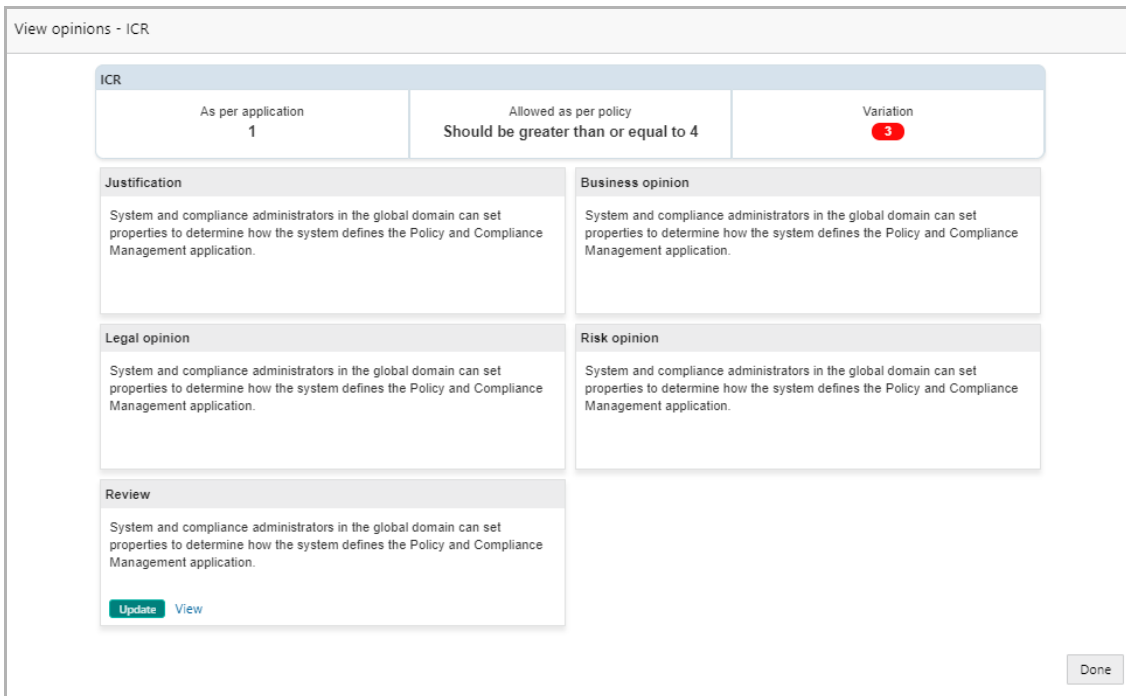 View opinions - ICR
ICR
As per application
1
Allowed as per policy
Should be greater than or equal to 4
Variation
3
Justification
System and compliance administrators in the global domain can set
properties to determine how the system defines the Policy and Compliance
Management application.
Business opinion
System and compliance administrators in the global domain can set
properties to determine how the system defines the Policy and Compliance
Management application.
Legal opinion
System and compliance administrators in the global domain can set
properties to determine how the system defines the Policy and Compliance
Management application.
Risk opinion
System and compliance administrators in the global domain can set
properties to determine how the system defines the Policy and Compliance
Management application.
Review
System and compliance administrators in the global domain can set
properties to determine how the system defines the Policy and Compliance
Management application.
Update View
Done